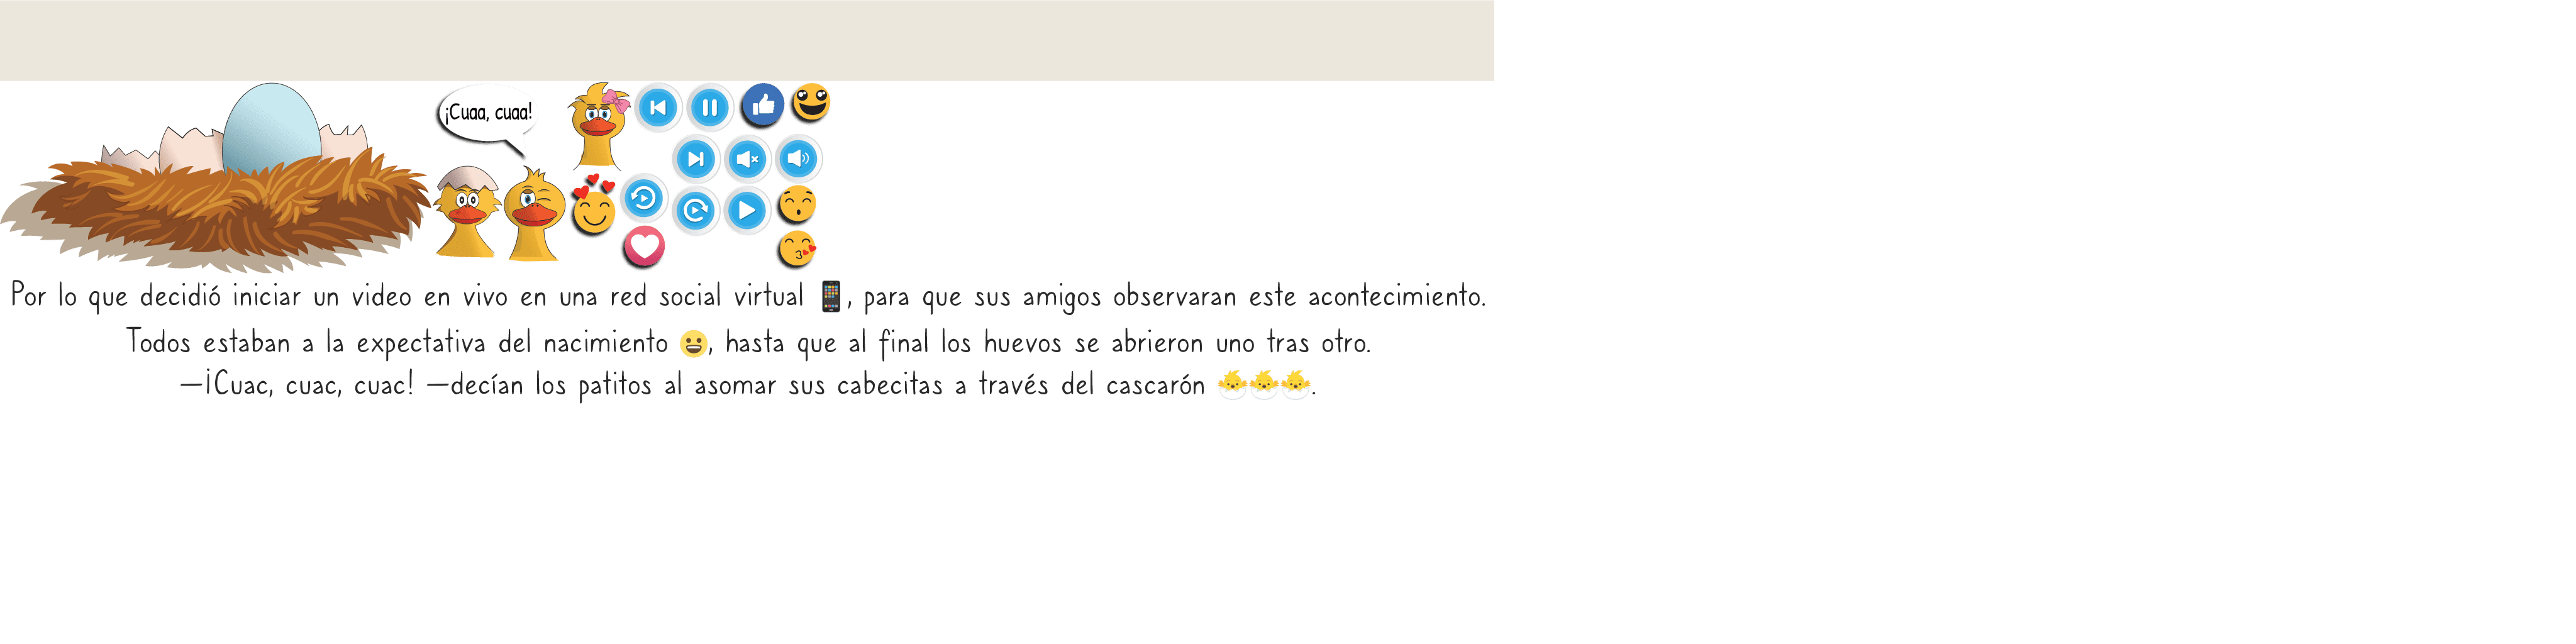 ¡Cuaa, cuaa!
Por lo que decidió iniciar un video en vivo en una red social virtual 📱, para que sus amigos observaran este acontecimiento.
Todos estaban a la expectativa del nacimiento 😀, hasta que al final los huevos se abrieron uno tras otro.
—¡Cuac, cuac, cuac! —decían los patitos al asomar sus cabecitas a través del cascarón 🐣🐣🐣.